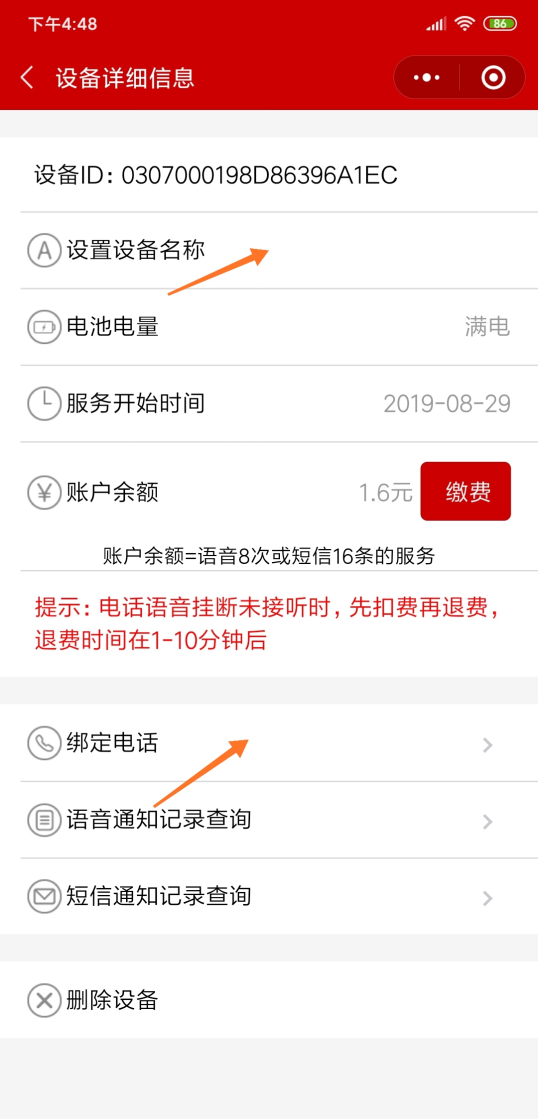 下午4:48
86
设备详细信息
设备ID: 0307000198D86396A1EC
A 设置设备名称
电池电量 满电
服务开始时间 2019-08-29
¥ 账户余额 1.6元 缴费
账户余额=语音8次或短信16条的服务
提示: 电话语音挂断未接听时, 先扣费再退费,
退费时间在1-10分钟后
绑定电话
语音通知记录查询
短信通知记录查询
删除设备